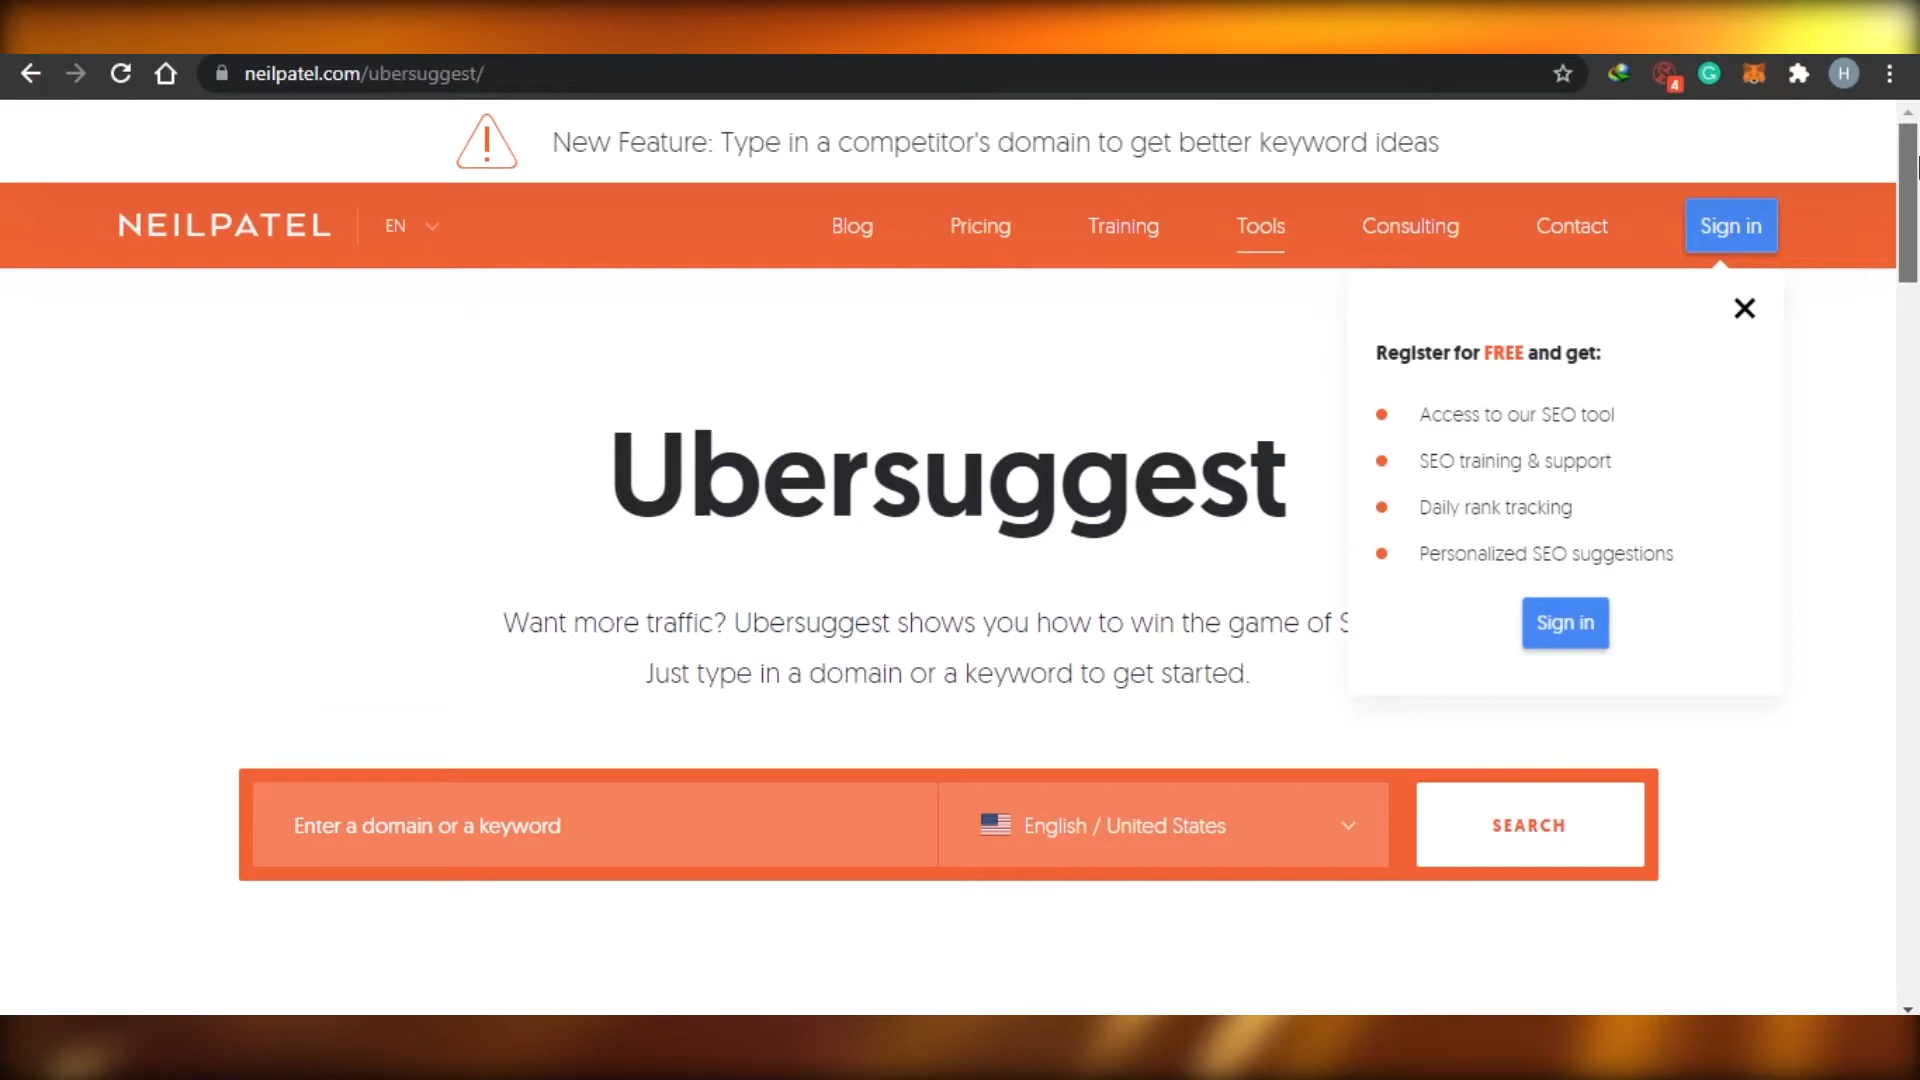 neilpatel.com/ubersuggest/
4
H
New Feature: Type in a competitor's domain to get better keyword ideas
NEILPATEL
EN
Blog
Pricing
Training
Tools
Consulting
Contact
Sign in
Register for FREE and get:
Access to our SEO tool
SEO training & support
Daily rank tracking
Personalized SEO suggestions
Sign in
Ubersuggest
Want more traffic? Ubersuggest shows you how to win the game of S
Just type in a domain or a keyword to get started.
Enter a domain or a keyword
English / United States
SEARCH